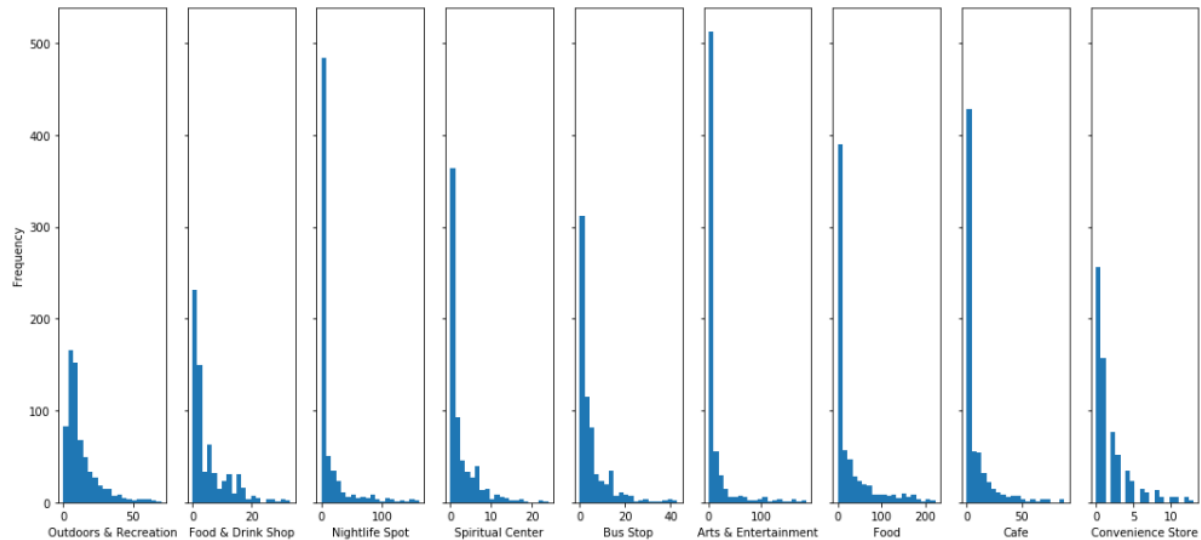 500
400
300
200
100
0
Frequency
0 50
Outdoors & Recreation
0 20
Food & Drink Shop
0 100
Nightlife Spot
0 10 20
Spiritual Center
0 20 40
Bus Stop
0 100
Arts & Entertainment
0 100 200
Food
0 50
Cafe
0 5 10
Convenience Store